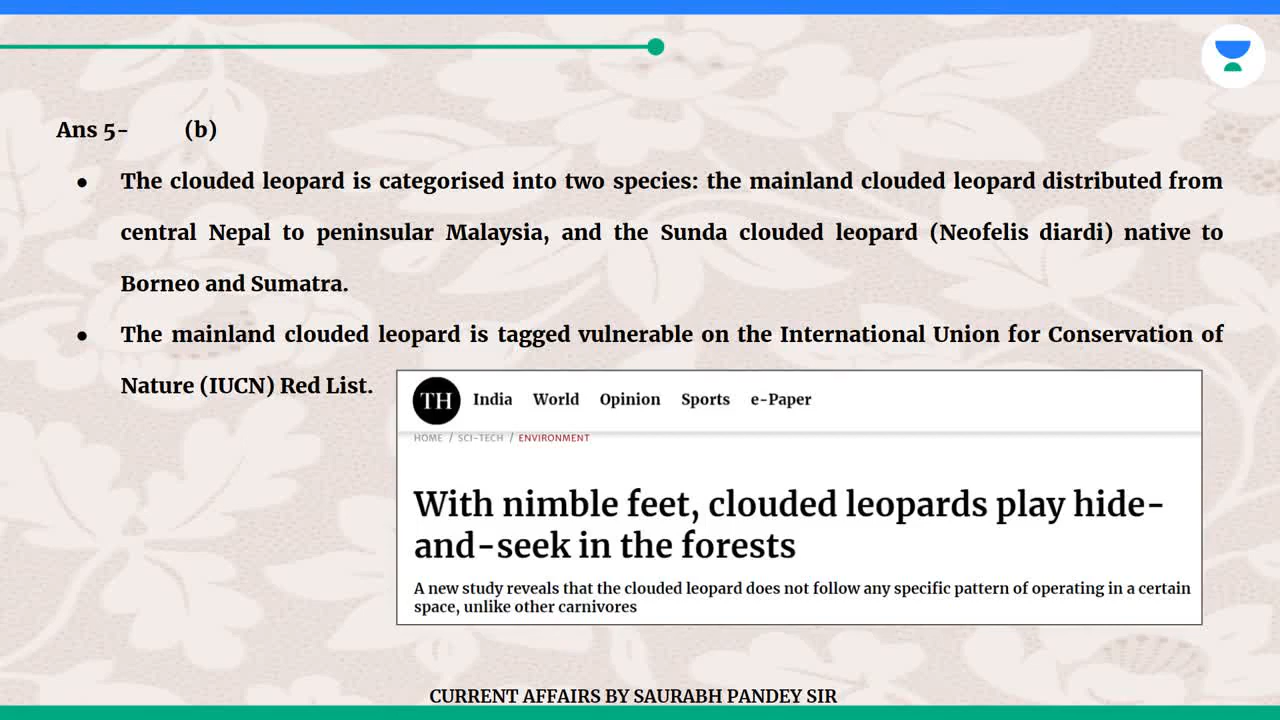 Ans 5- (b)
● The clouded leopard is categorised into two species: the mainland clouded leopard distributed from
central Nepal to peninsular Malaysia, and the Sunda clouded leopard (Neofelis diardi) native to
Borneo and Sumatra.
● The mainland clouded leopard is tagged vulnerable on the International Union for Conservation of
Nature (IUCN) Red List.
TH India World Opinion Sports e-Paper
HOME / SCI-TECH / ENVIRONMENT
With nimble feet, clouded leopards play hide-
and-seek in the forests
A new study reveals that the clouded leopard does not follow any specific pattern of operating in a certain
space, unlike other carnivores
CURRENT AFFAIRS BY SAURABH PANDEY SIR